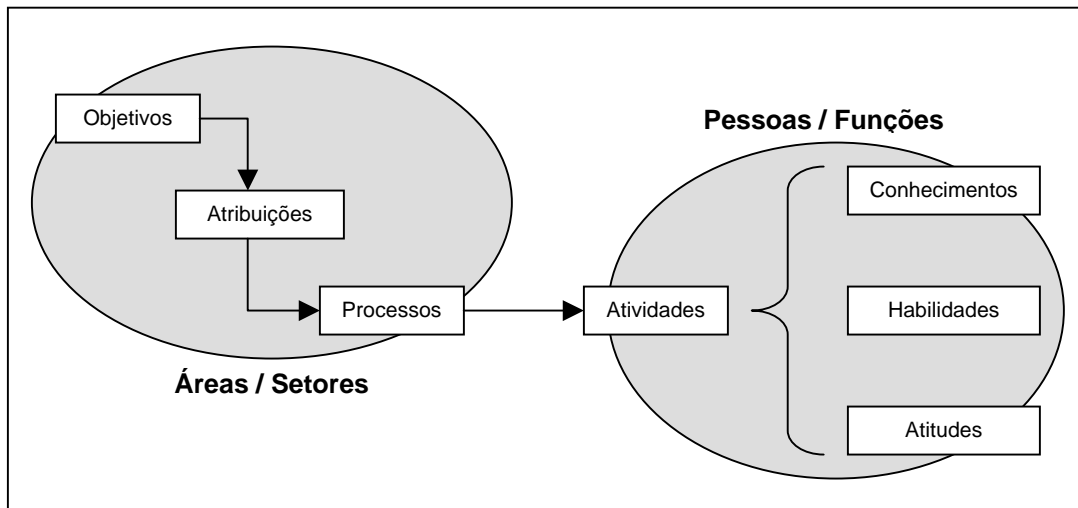 Objetivos
Atribuições
Processos
Áreas / Setores
Pessoas / Funções
Atividades
Conhecimentos
Habilidades
Atitudes